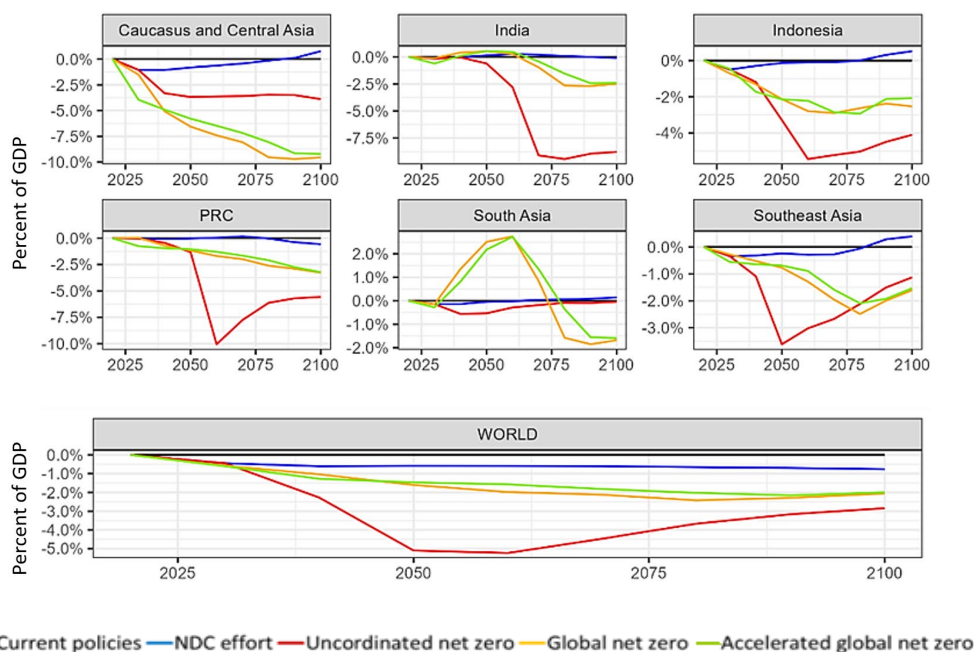 Caucasus and Central Asia
India
Indonesia
0.0%
-2.5%
-5.0%
-7.5%
-10.0%
2025 2050 2075 2100
0.0%
-2.5%
-5.0%
-7.5%
2025 2050 2075 2100
0%
-2%
-4%
2025 2050 2075 2100
Percent of GDP
PRC
South Asia
Southeast Asia
0.0%
-2.5%
-5.0%
-7.5%
-10.0%
2025 2050 2075 2100
2.0%
1.0%
0.0%
-1.0%
-2.0%
2025 2050 2075 2100
0.0%
-1.0%
-2.0%
-3.0%
2025 2050 2075 2100
WORLD
Percent of GDP
0.0%
-1.0%
-2.0%
-3.0%
-4.0%
-5.0%
2025 2050 2075 2100
Current policies NDC effort Uncordinated net zero Global net zero Accelerated global net zero